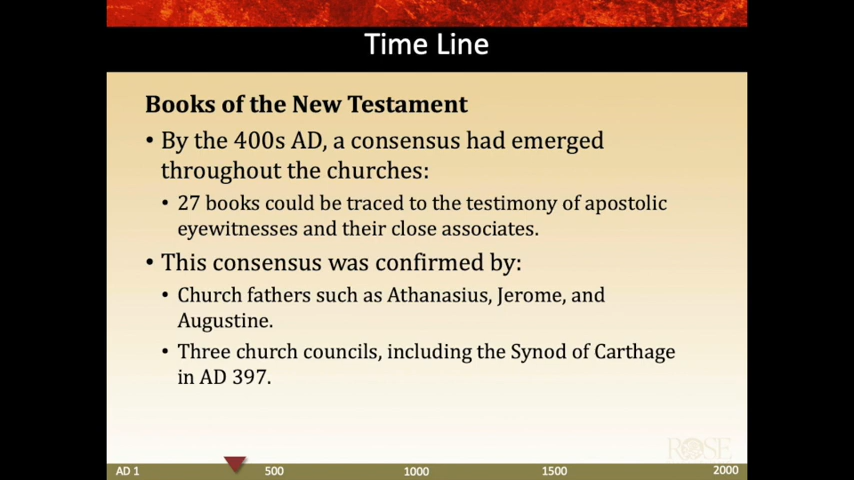 Time Line
Books of the New Testament
• By the 400s AD, a consensus had emerged
throughout the churches:
• 27 books could be traced to the testimony of apostolic
eyewitnesses and their close associates.
• This consensus was confirmed by:
• Church fathers such as Athanasius, Jerome, and
Augustine.
• Three church councils, including the Synod of Carthage
in AD 397.
ROSE
AD 1 500 1000 1500 2000